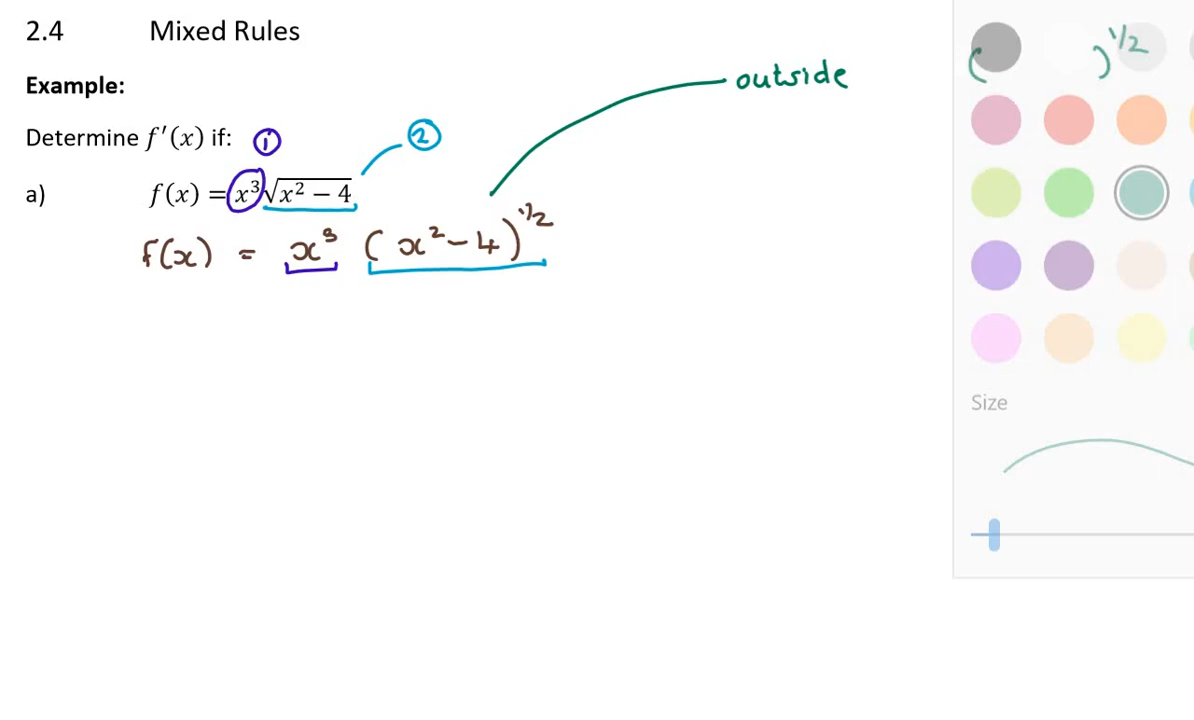 2.4 Mixed Rules
( )^{1/2}
outside
Example:
Determine f′(x) if: ①
②
a) f(x) = x³√(x² − 4)
f(x) = x³ (x² − 4)^{1/2}
Size